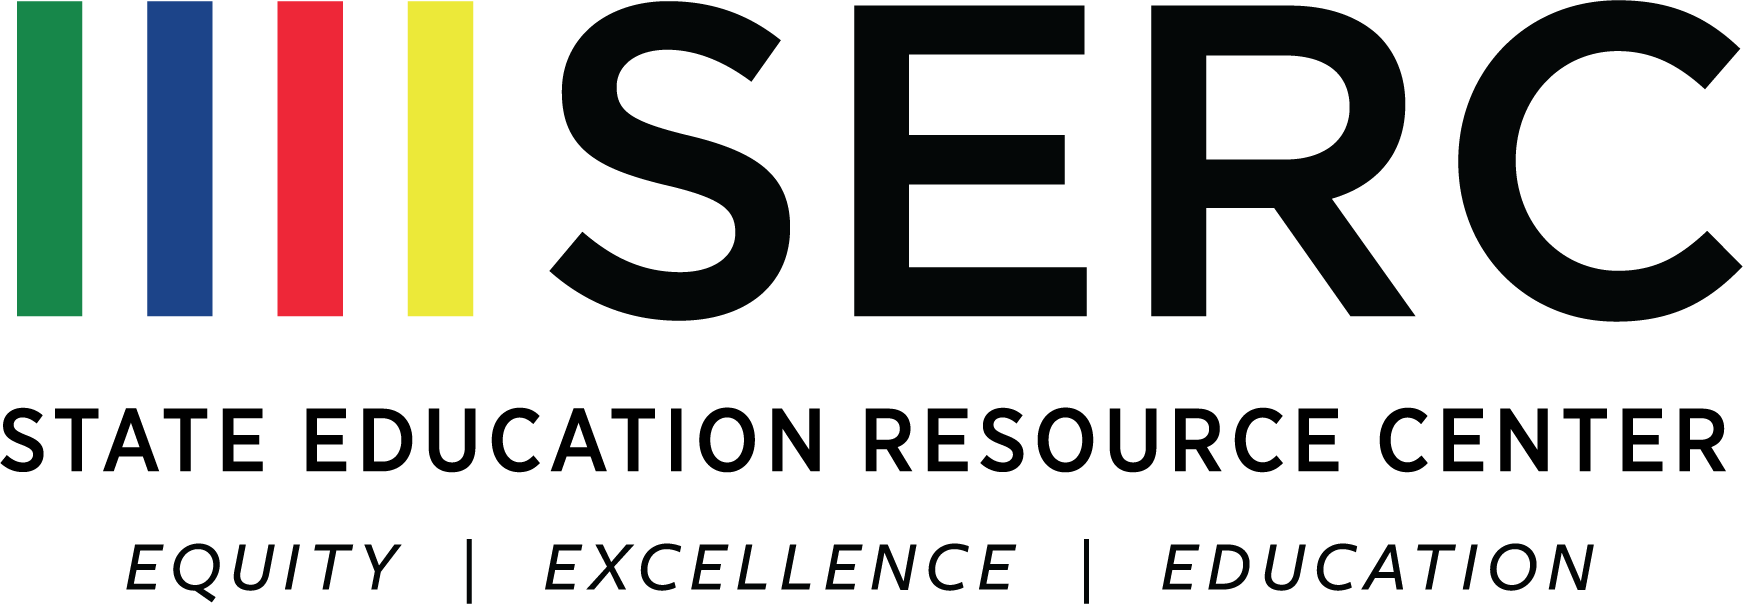 SERC
STATE EDUCATION RESOURCE CENTER
EQUITY | EXCELLENCE | EDUCATION